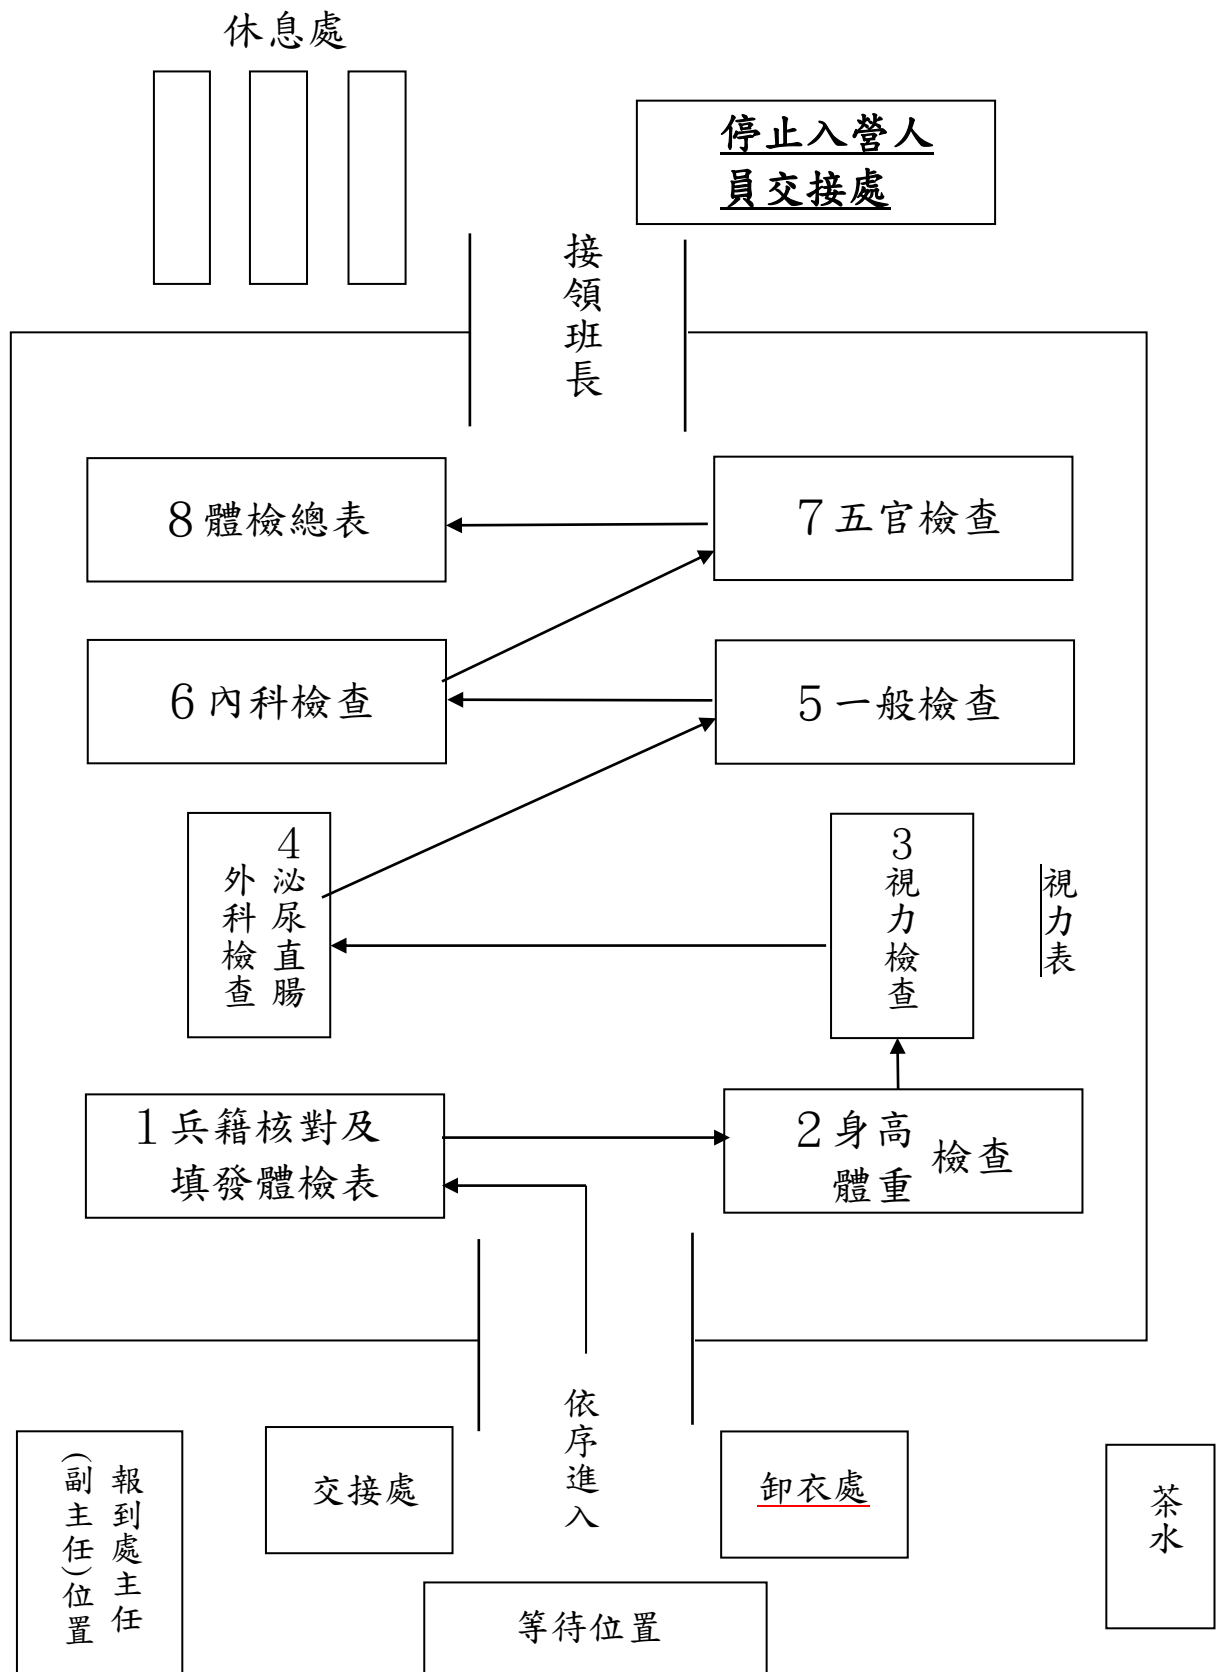 休息處
停止入營人
員交接處
接領班長
8體檢總表
7五官檢查
6內科檢查
5一般檢查
4泌尿直腸
外科檢查
3視力檢查
視力表
1兵籍核對及
填發體檢表
2身高
體重
檢查
依序進入
報到處主任
(副主任)位置
交接處
卸衣處
茶水
等待位置